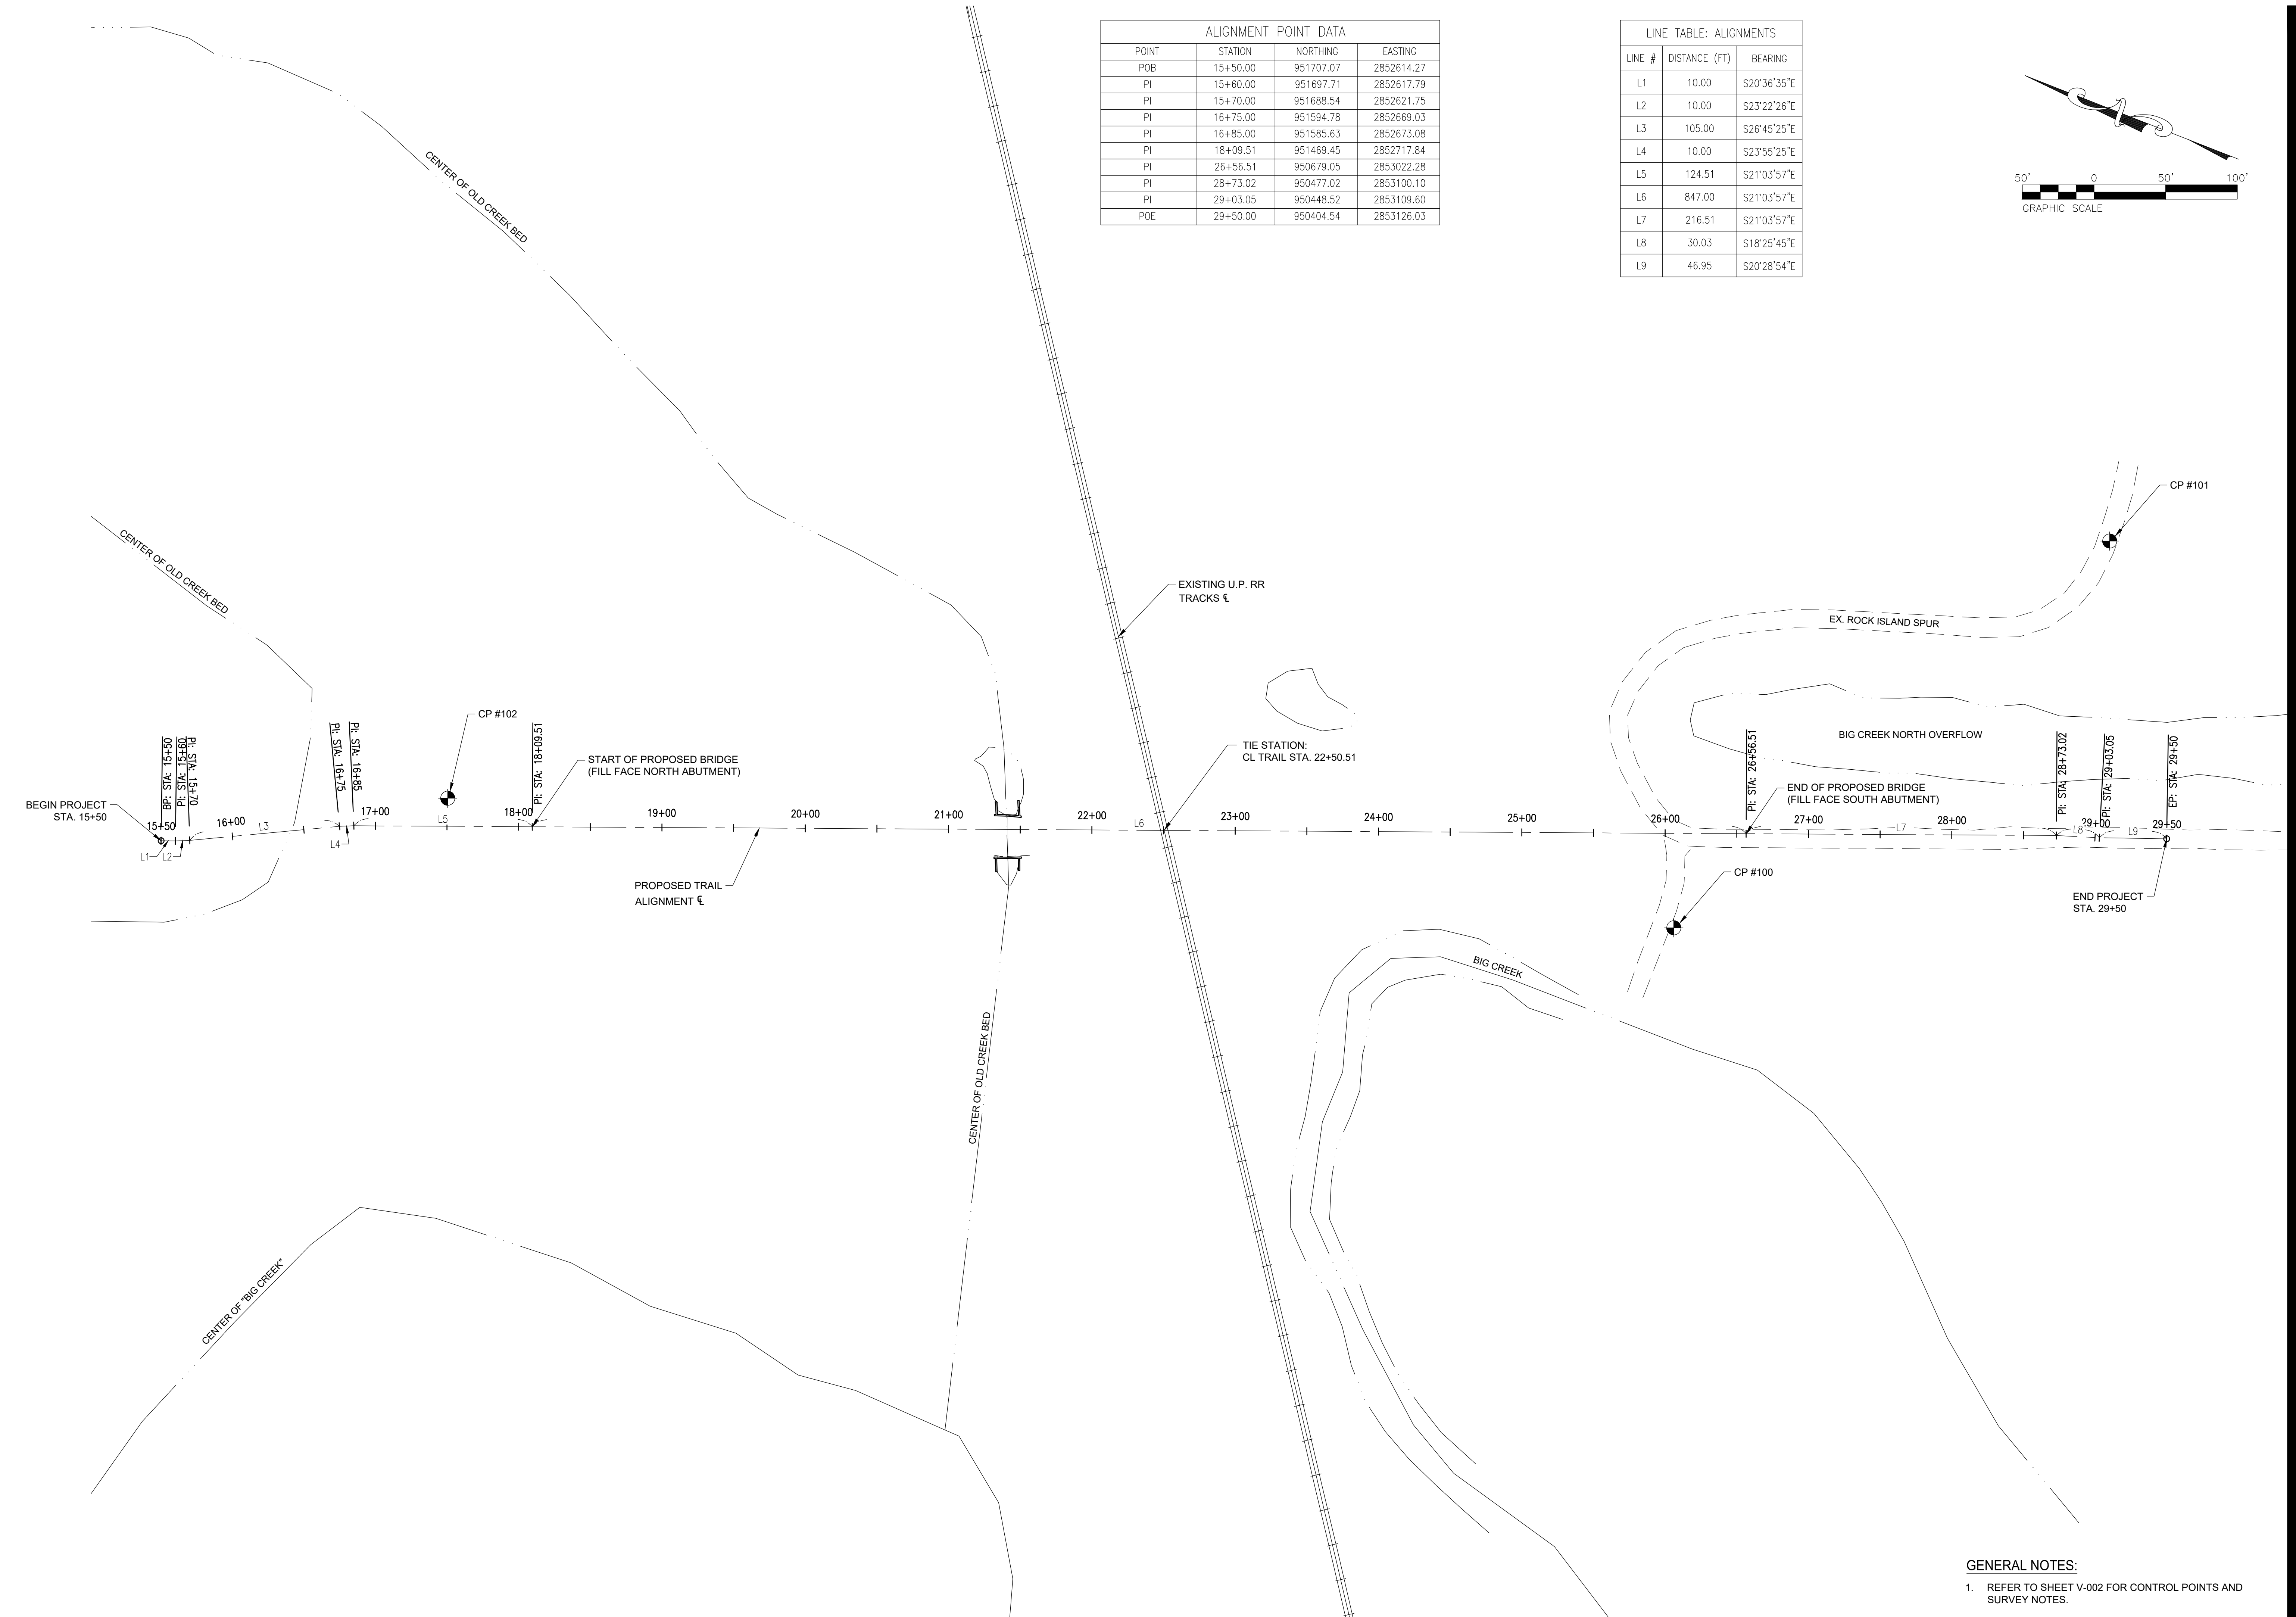 ALIGNMENT POINT DATA
POINT STATION NORTHING EASTING
POB 15+50.00 951707.07 2852614.27
PI 15+60.00 951697.71 2852617.79
PI 15+70.00 951688.54 2852621.75
PI 16+75.00 951594.78 2852669.03
PI 16+85.00 951585.63 2852673.08
PI 18+09.51 951469.45 2852717.84
PI 26+56.51 950679.05 2853022.28
PI 28+73.02 950477.02 2853100.10
PI 29+03.05 950448.52 2853109.60
POE 29+50.00 950404.54 2853126.03
LINE TABLE: ALIGNMENTS
LINE # DISTANCE (FT) BEARING
L1 10.00 S20°36'35"E
L2 10.00 S23°22'26"E
L3 105.00 S26°45'25"E
L4 10.00 S23°55'25"E
L5 124.51 S21°03'57"E
L6 847.00 S21°03'57"E
L7 216.51 S21°03'57"E
L8 30.03 S18°25'45"E
L9 46.95 S20°28'54"E
50' 0 50' 100'
GRAPHIC SCALE
CENTER OF OLD CREEK BED
CENTER OF OLD CREEK BED
CP #101
EXISTING U.P. RR
TRACKS ℄
EX. ROCK ISLAND SPUR
CP #102
BIG CREEK NORTH OVERFLOW
TIE STATION:
CL TRAIL STA. 22+50.51
START OF PROPOSED BRIDGE
(FILL FACE NORTH ABUTMENT)
END OF PROPOSED BRIDGE
(FILL FACE SOUTH ABUTMENT)
BEGIN PROJECT
STA. 15+50
BP: STA: 15+50
PI: STA: 15+60
PI: STA: 15+70
PI: STA: 16+75
PI: STA: 16+85
PI: STA: 18+09.51
PI: STA: 26+56.51
PI: STA: 28+73.02
PI: STA: 29+03.05
EP: STA: 29+50
15+50 16+00 17+00 18+00 19+00 20+00 21+00 22+00 23+00 24+00 25+00 26+00 27+00 28+00 29+00 29+50
L1 L2 L3 L4 L5 L6 L7 L8 L9
PROPOSED TRAIL
ALIGNMENT ℄
CP #100
END PROJECT
STA. 29+50
BIG CREEK
CENTER OF OLD CREEK BED
CENTER OF "BIG CREEK"
GENERAL NOTES:
1. REFER TO SHEET V-002 FOR CONTROL POINTS AND
SURVEY NOTES.